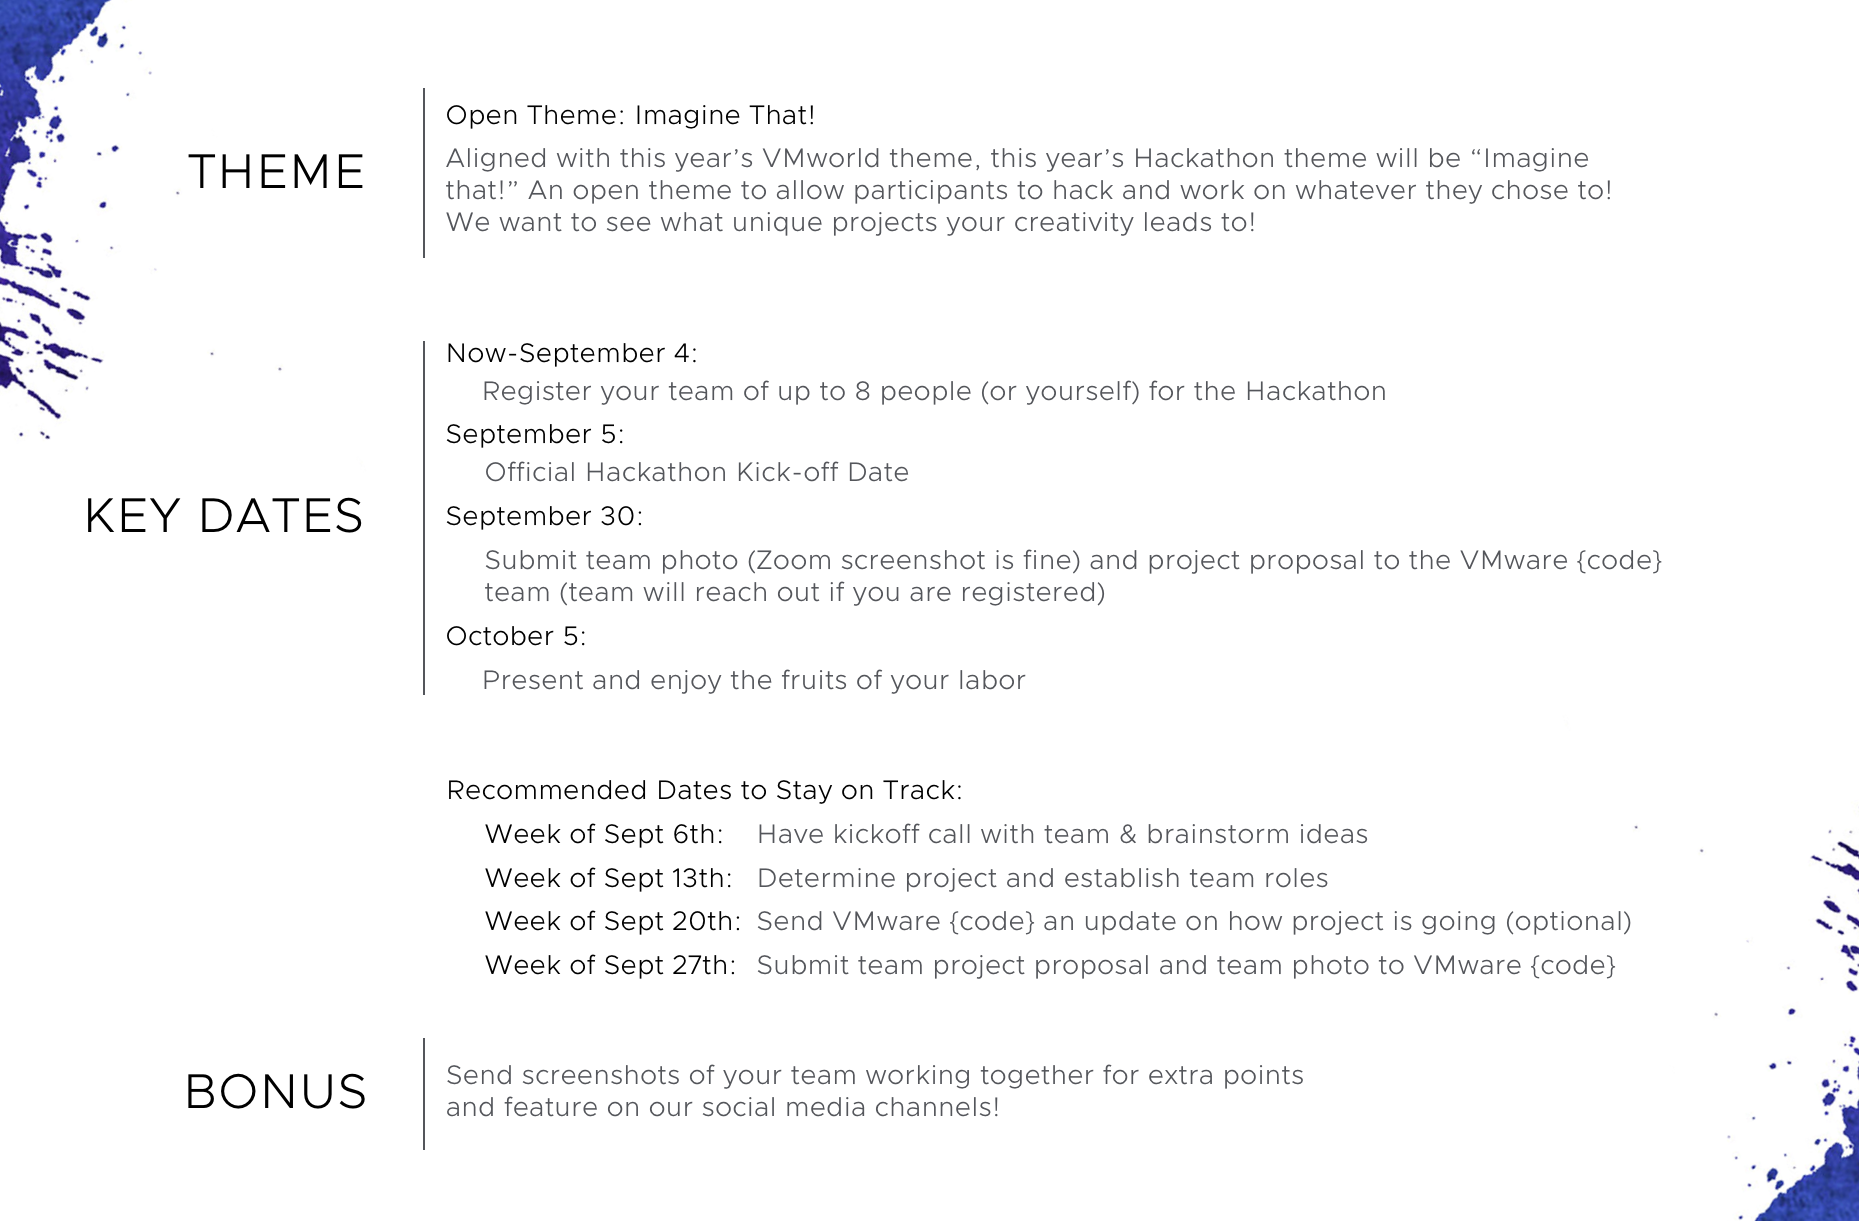 THEME
Open Theme: Imagine That!
Aligned with this year’s VMworld theme, this year’s Hackathon theme will be “Imagine
that!” An open theme to allow participants to hack and work on whatever they chose to!
We want to see what unique projects your creativity leads to!
KEY DATES
Now-September 4:
Register your team of up to 8 people (or yourself) for the Hackathon
September 5:
Official Hackathon Kick-off Date
September 30:
Submit team photo (Zoom screenshot is fine) and project proposal to the VMware {code}
team (team will reach out if you are registered)
October 5:
Present and enjoy the fruits of your labor
Recommended Dates to Stay on Track:
Week of Sept 6th: Have kickoff call with team & brainstorm ideas
Week of Sept 13th: Determine project and establish team roles
Week of Sept 20th: Send VMware {code} an update on how project is going (optional)
Week of Sept 27th: Submit team project proposal and team photo to VMware {code}
BONUS
Send screenshots of your team working together for extra points
and feature on our social media channels!